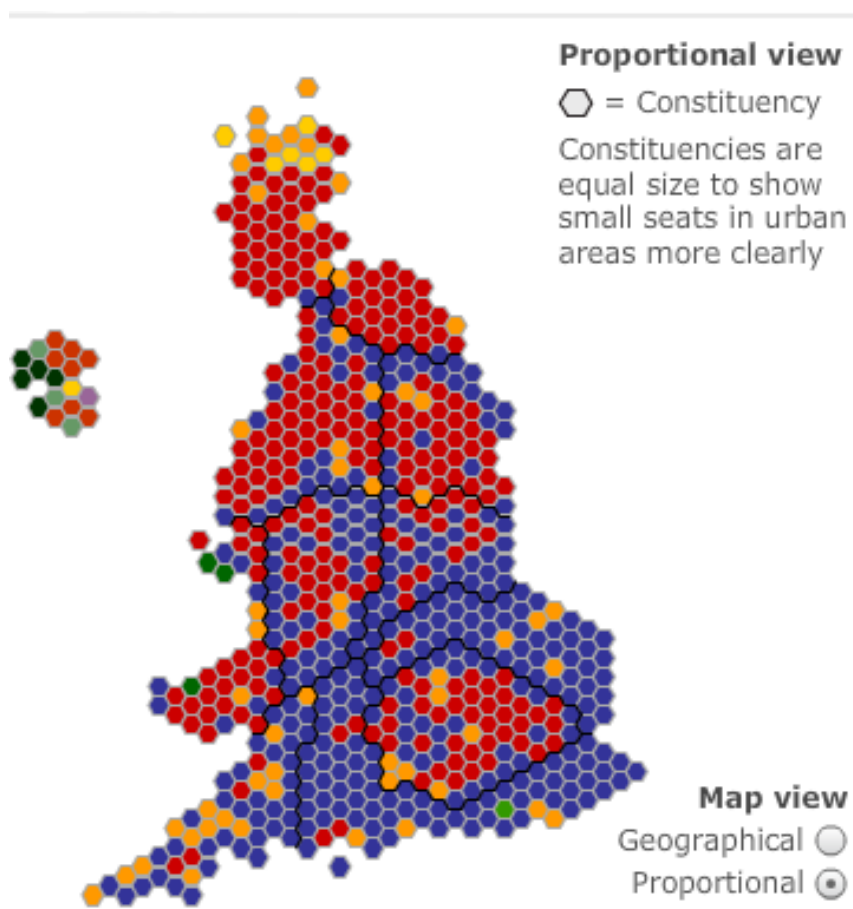 Proportional view
= Constituency
Constituencies are
equal size to show
small seats in urban
areas more clearly
Map view
Geographical
Proportional